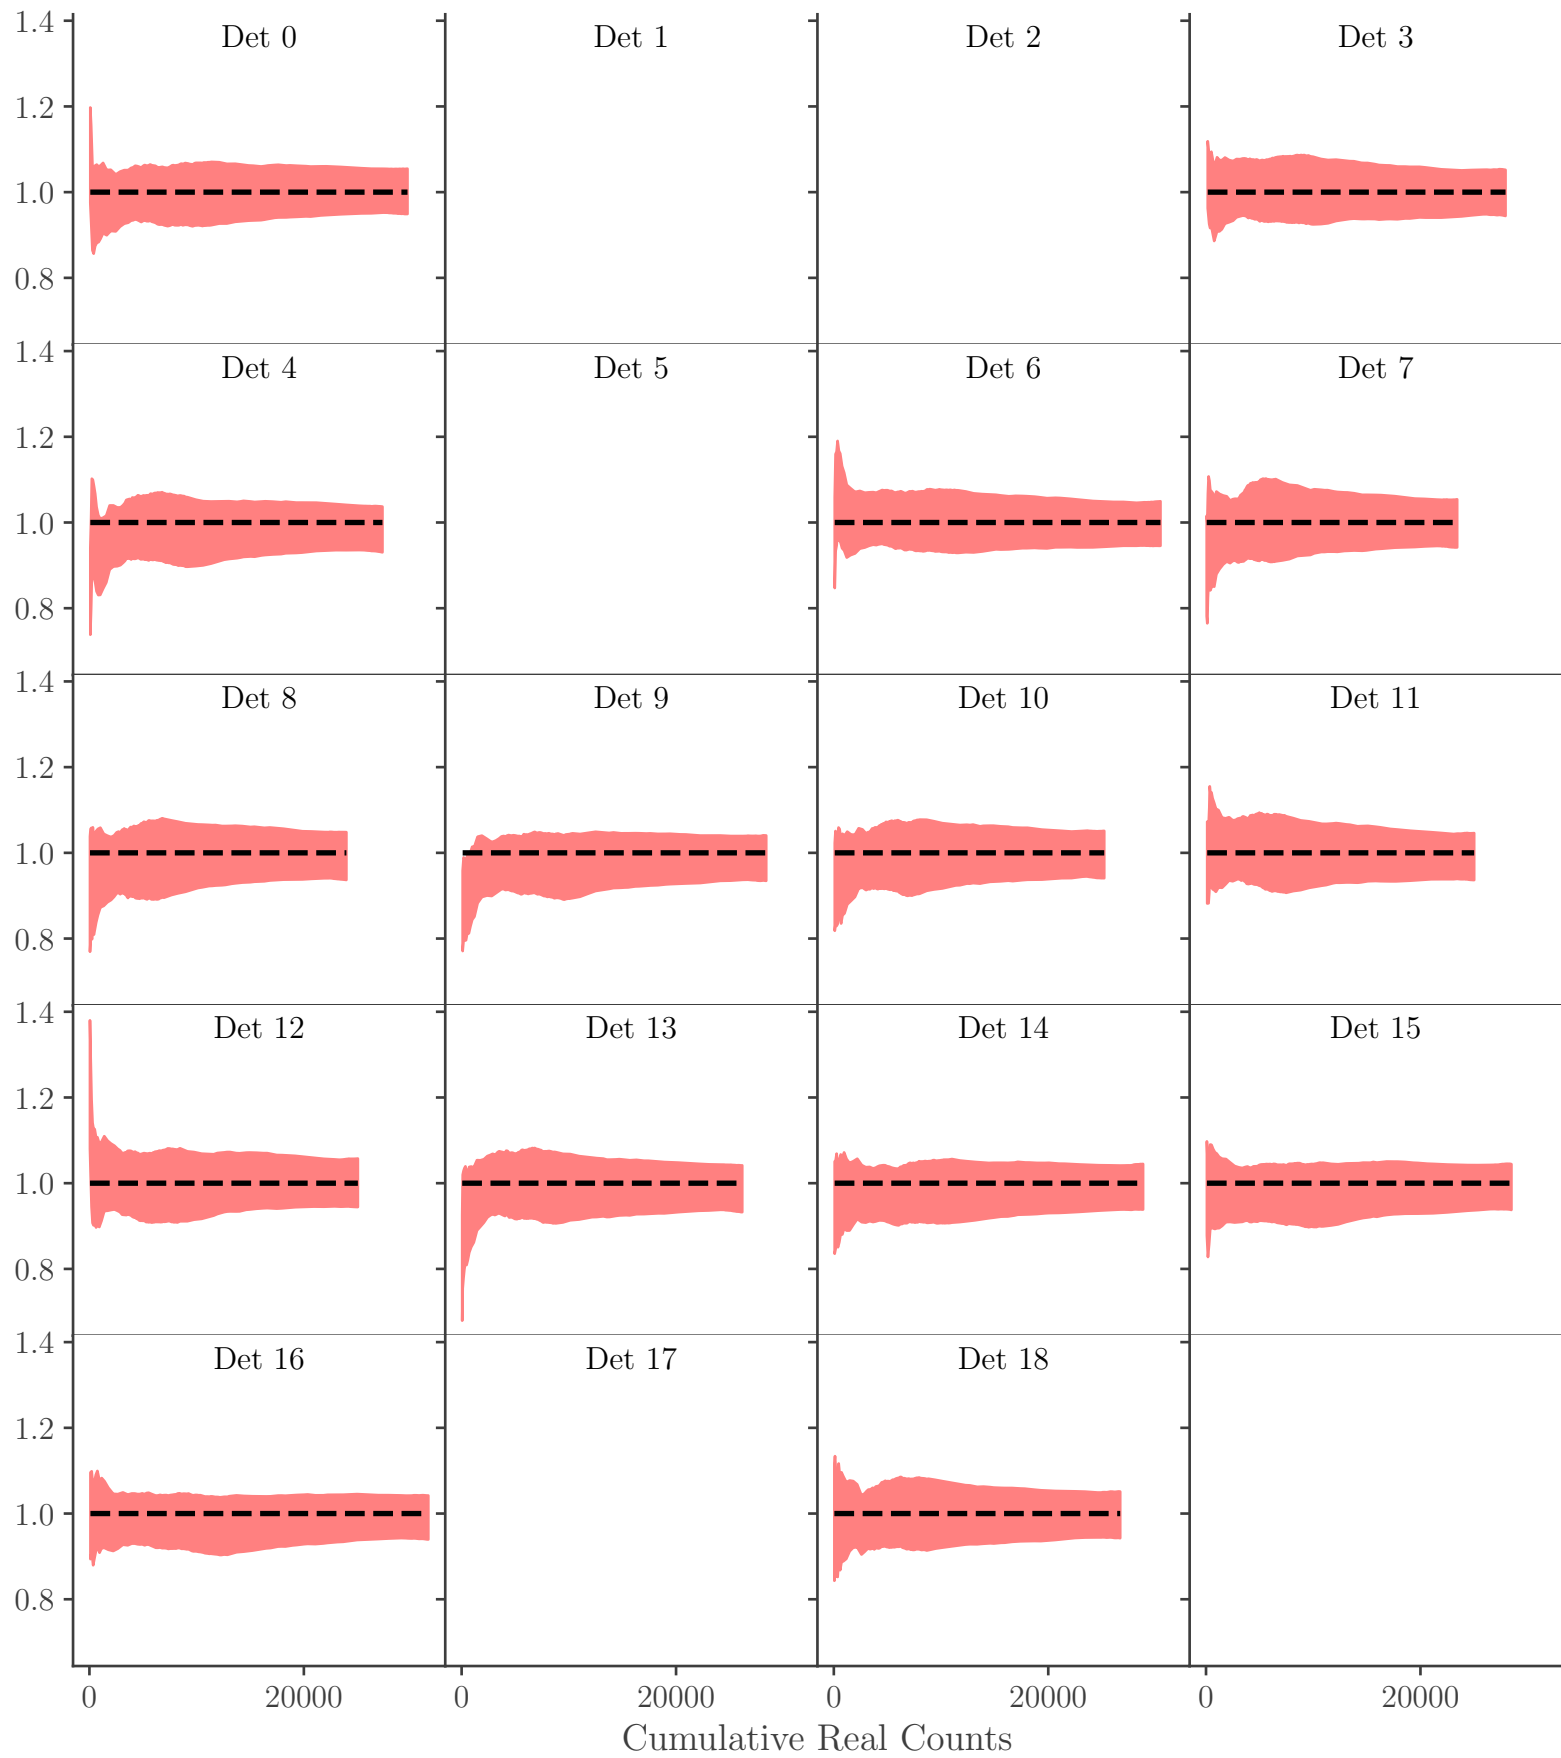 1.4 Det 0 Det 1 Det 2 Det 3
1.2
1.0
0.8
1.4 Det 4 Det 5 Det 6 Det 7
1.2
1.0
0.8
1.4 Det 8 Det 9 Det 10 Det 11
1.2
1.0
0.8
1.4 Det 12 Det 13 Det 14 Det 15
1.2
1.0
0.8
1.4 Det 16 Det 17 Det 18
1.2
1.0
0.8
0 20000 0 20000 0 20000 0 20000
Cumulative Real Counts